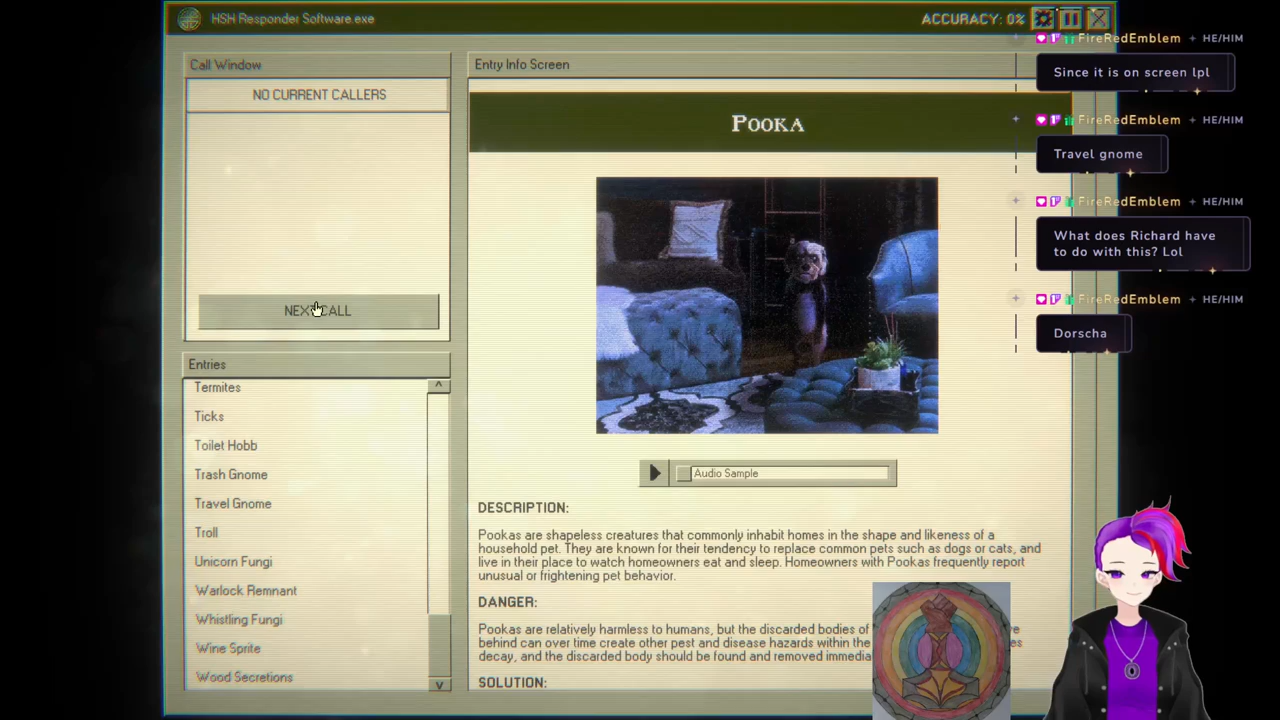 HSH Responder Software.exe
ACCURACY: 0%
Call Window
NO CURRENT CALLERS
NEXT CALL
Entries
Termites
Ticks
Toilet Hobb
Trash Gnome
Travel Gnome
Troll
Unicorn Fungi
Warlock Remnant
Whistling Fungi
Wine Sprite
Wood Secretions
Entry Info Screen
Pooka
Audio Sample
DESCRIPTION:
Pookas are shapeless creatures that commonly inhabit homes in the shape and likeness of a
household pet. They are known for their tendency to replace common pets such as dogs or cats, and
live in their place to watch homeowners eat and sleep. Homeowners with Pookas frequently report
unusual or frightening pet behavior.
DANGER:
Pookas are relatively harmless to humans, but the discarded bodies of
behind can over time create other pest and disease hazards within the
decay, and the discarded body should be found and removed
SOLUTION:
FireRedEmblem + HE/HIM
Since it is on screen lpl
FireRedEmblem + HE/HIM
Travel gnome
FireRedEmblem + HE/HIM
What does Richard have
to do with this? Lol
FireRedEmblem + HE/HIM
Dorscha